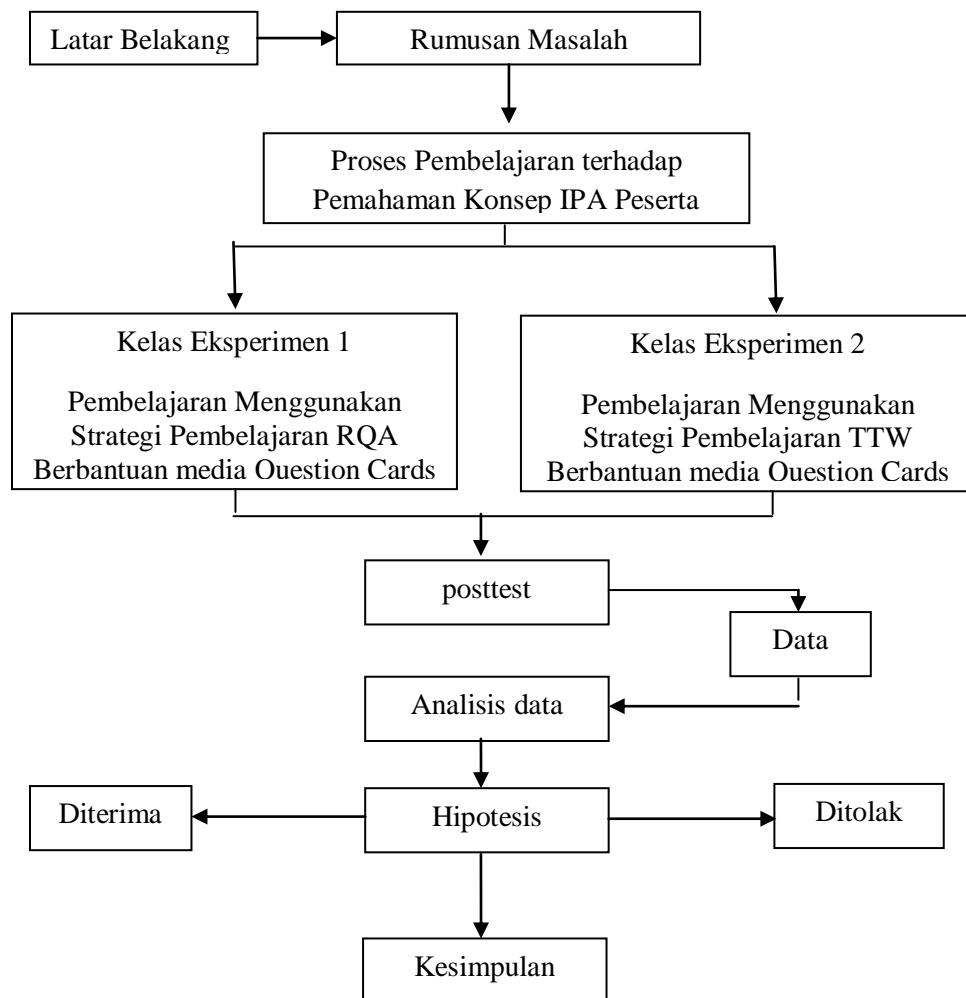 Latar Belakang
Rumusan Masalah
Proses Pembelajaran terhadap
Pemahaman Konsep IPA Peserta
Kelas Eksperimen 1
Pembelajaran Menggunakan
Strategi Pembelajaran RQA
Berbantuan media Question Cards
Kelas Eksperimen 2
Pembelajaran Menggunakan
Strategi Pembelajaran TTW
Berbantuan media Question Cards
posttest
Data
Analisis data
Diterima
Hipotesis
Ditolak
Kesimpulan